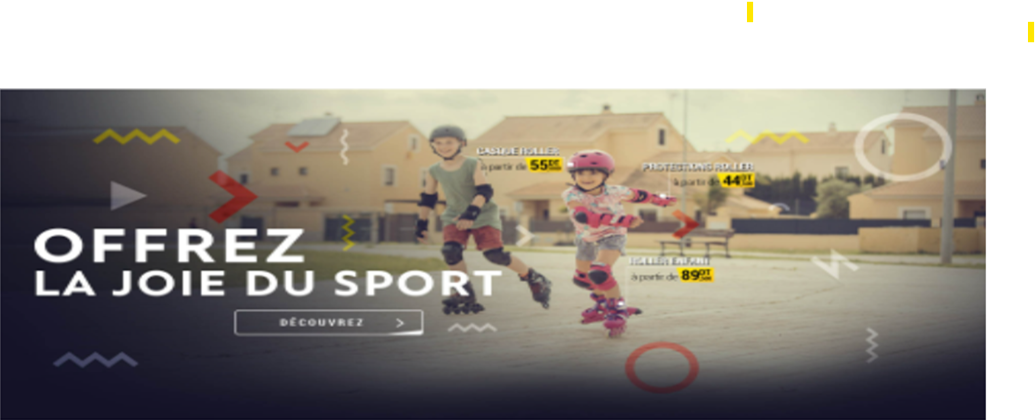 CASQUE ROLLER
à partir de 55DT
PROTECTIONS ROLLER
à partir de 44DT
OFFREZ
LA JOIE DU SPORT
ROLLER ENFANT
à partir de 89DT
DÉCOUVREZ >